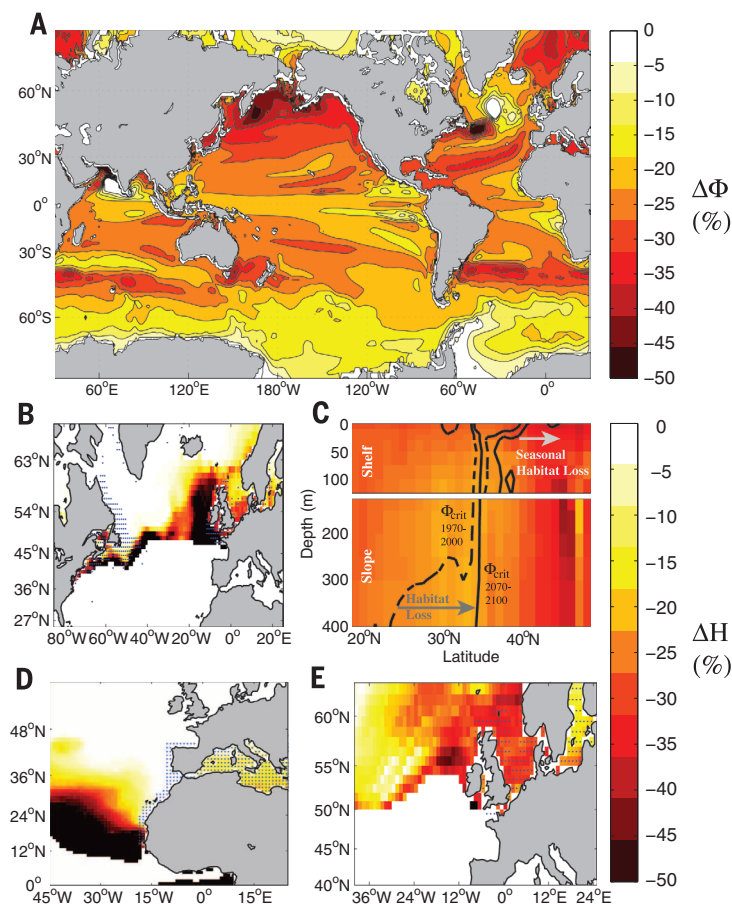 A
60°N
30°N
0°
30°S
60°S
60°E
120°E
180°W
120°W
60°W
0°
0
−5
−10
−15
−20
−25
−30
−35
−40
−45
−50
ΔΦ
(%)
B
63°N
54°N
45°N
36°N
27°N
80°W
60°W
40°W
20°W
0°
20°E
C
0
50
100
200
300
400
Depth (m)
Shelf
Slope
Seasonal
Habitat Loss
Φcrit
1970-
2000
Φcrit
2070-
2100
Habitat
Loss
20°N
30°N
40°N
Latitude
0
−5
−10
−15
−20
−25
−30
−35
−40
−45
−50
ΔH
(%)
D
48°N
36°N
24°N
12°N
0°
45°W
30°W
15°W
0°
15°E
E
60°N
55°N
50°N
45°N
40°N
36°W
24°W
12°W
0°
12°E
24°E